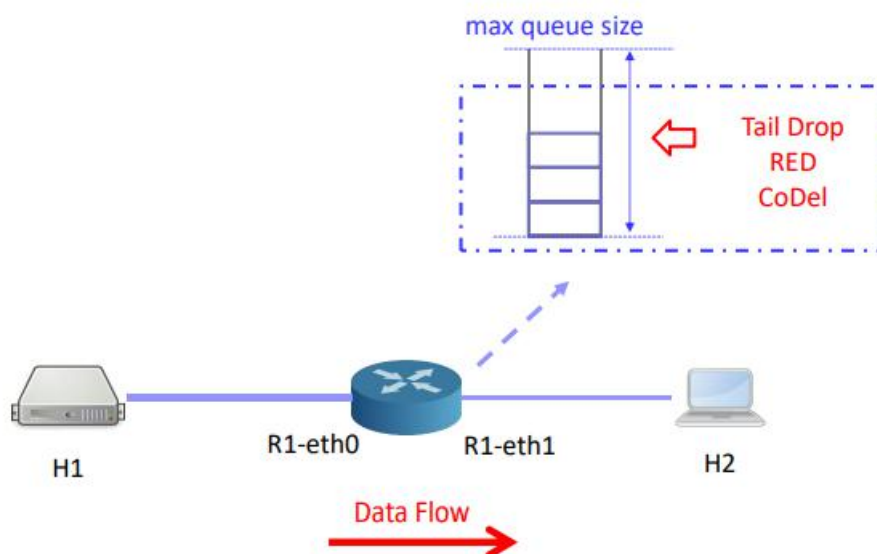 max queue size
Tail Drop
RED
CoDel
R1-eth0
R1-eth1
H1
H2
Data Flow